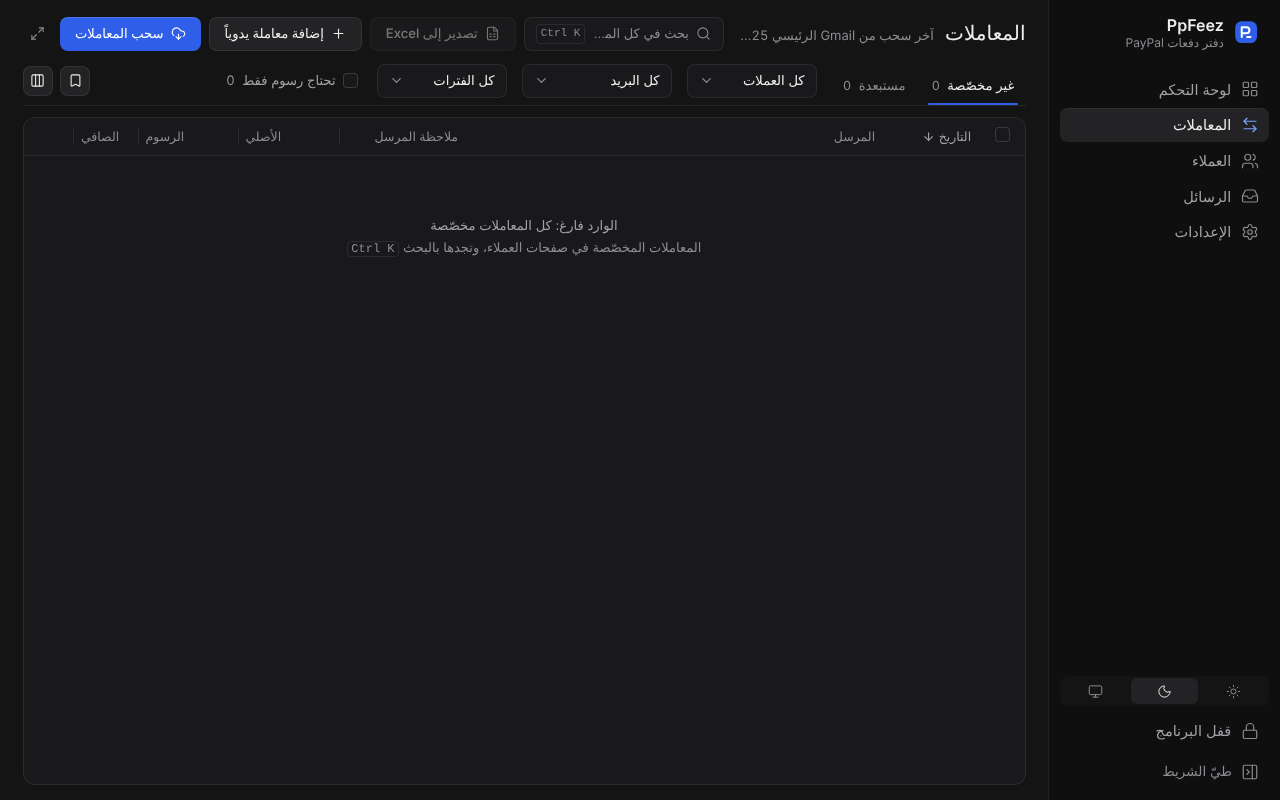 PpFeez
دفتر دفعات PayPal
لوحة التحكم
المعاملات
العملاء
الرسائل
الإعدادات
قفل البرنامج
طيّ الشريط
المعاملات
آخر سحب من Gmail الرئيسي 25...
بحث في كل المـ... Ctrl K
تصدير إلى Excel
إضافة معاملة يدوياً
سحب المعاملات
غير مخصّصة 0
مستبعدة 0
كل العملات
كل البريد
كل الفترات
تحتاج رسوم فقط 0
التاريخ
المرسل
ملاحظة المرسل
الأصلي
الرسوم
الصافي
الوارد فارغ: كل المعاملات مخصّصة
المعاملات المخصّصة في صفحات العملاء، وتجدها بالبحث Ctrl K